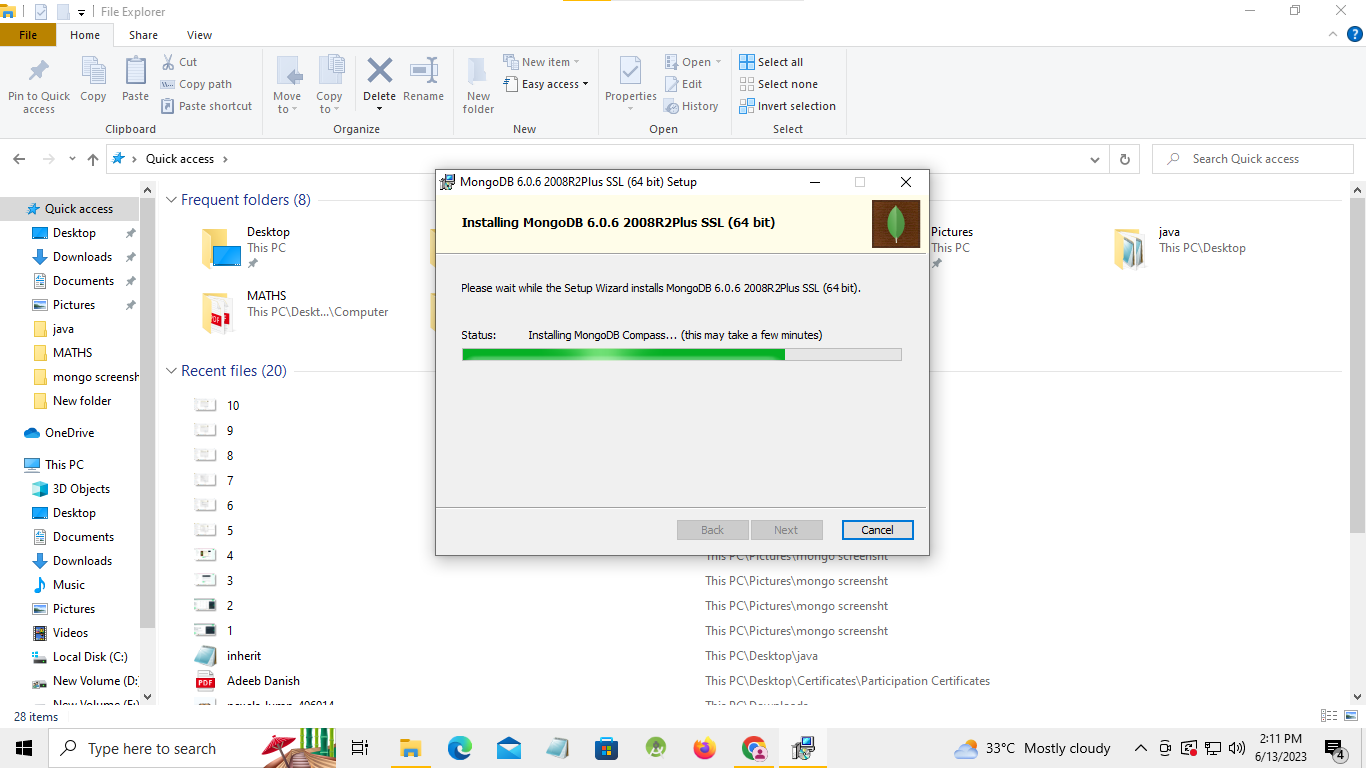 File Explorer
File
Home
Share
View
Pin to Quick access
Copy
Paste
Cut
Copy path
Paste shortcut
Clipboard
Move to
Copy to
Delete
Rename
Organize
New folder
New item
Easy access
New
Properties
Open
Edit
History
Open
Select all
Select none
Invert selection
Select
Quick access
Search Quick access
Quick access
Desktop
Downloads
Documents
Pictures
java
MATHS
mongo screensh
New folder
OneDrive
This PC
3D Objects
Desktop
Documents
Downloads
Music
Pictures
Videos
Local Disk (C:)
New Volume (D:
Frequent folders (8)
Desktop
This PC
Pictures
This PC
java
This PC\Desktop
MATHS
This PC\Deskt...\Computer
Recent files (20)
10
9
8
7
6
5
4
This PC\Pictures\mongo screensht
3
This PC\Pictures\mongo screensht
2
This PC\Pictures\mongo screensht
1
This PC\Pictures\mongo screensht
inherit
This PC\Desktop\java
PDF
Adeeb Danish
This PC\Desktop\Certificates\Participation Certificates
This PC\Downloads
MongoDB 6.0.6 2008R2Plus SSL (64 bit) Setup
Installing MongoDB 6.0.6 2008R2Plus SSL (64 bit)
Please wait while the Setup Wizard installs MongoDB 6.0.6 2008R2Plus SSL (64 bit).
Status: Installing MongoDB Compass... (this may take a few minutes)
Back
Next
Cancel
28 items
Type here to search
33°C Mostly cloudy
2:11 PM
6/13/2023
4